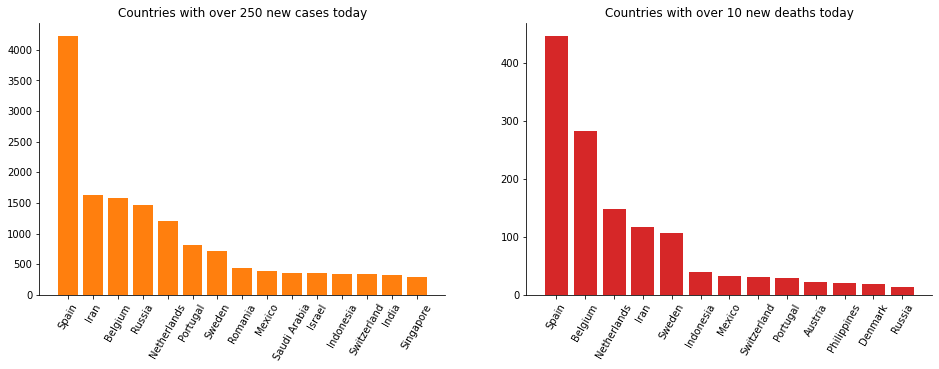 Countries with over 250 new cases today
4000
3500
3000
2500
2000
1500
1000
500
0
Spain
Iran
Belgium
Russia
Netherlands
Portugal
Sweden
Romania
Mexico
Saudi Arabia
Israel
Indonesia
Switzerland
India
Singapore
Countries with over 10 new deaths today
400
300
200
100
0
Spain
Belgium
Netherlands
Iran
Sweden
Indonesia
Mexico
Switzerland
Portugal
Austria
Philippines
Denmark
Russia